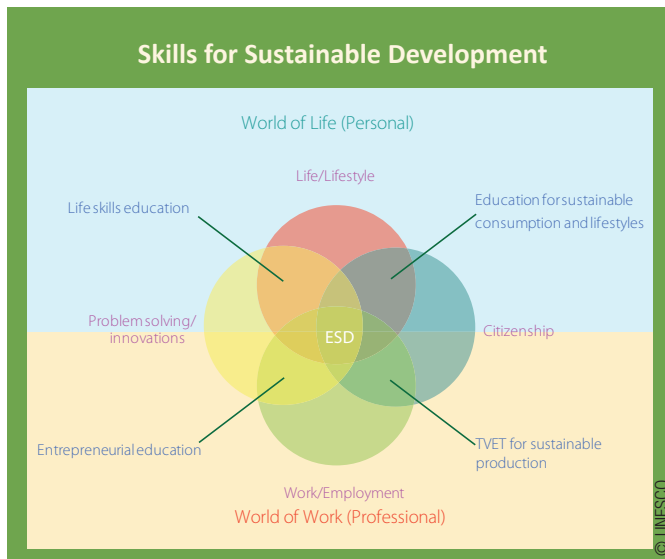 Skills for Sustainable Development
World of Life (Personal)
Life/Lifestyle
Life skills education
Education for sustainable
consumption and lifestyles
Problem solving/
innovations
ESD
Citizenship
Entrepreneurial education
TVET for sustainable
production
Work/Employment
World of Work (Professional)
© UNESCO